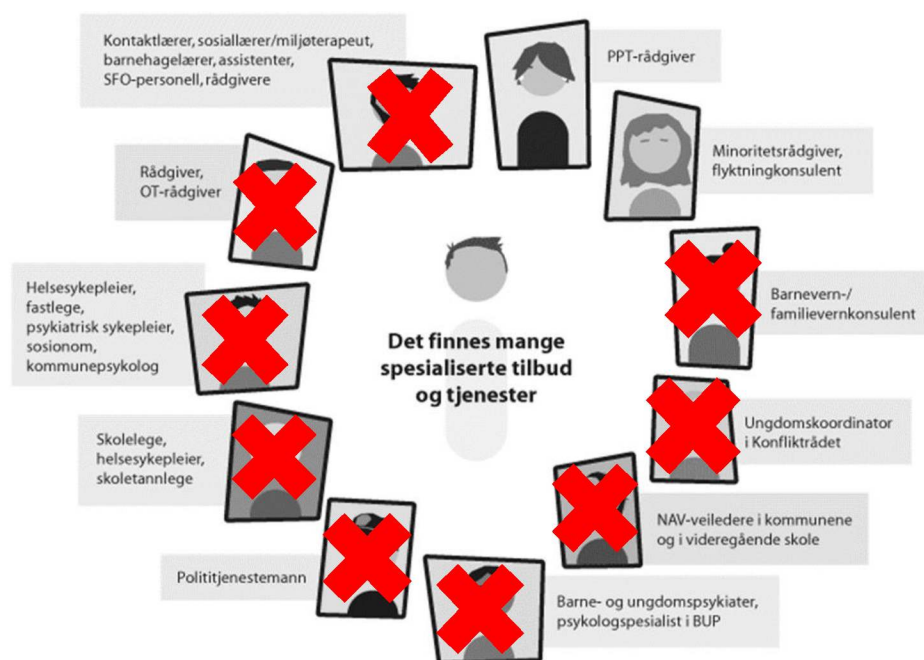 Kontaktlærer, sosiallærer/miljøterapeut,
barnehagelærer, assistenter,
SFO-personell, rådgivere
PPT-rådgiver
Minoritetsrådgiver,
flyktningkonsulent
Rådgiver,
OT-rådgiver
Helsesykepleier,
fastlege,
psykiatrisk sykepleier,
sosionom,
kommunepsykolog
Barnevern-/
familievernkonsulent
Det finnes mange
spesialiserte tilbud
og tjenester
Ungdomskoordinator
i Konfliktrådet
Skolelege,
helsesykepleier,
skoletannlege
NAV-veiledere i kommunene
og i videregående skole
Polititjenestemann
Barne- og ungdomspsykiater,
psykologspesialist i BUP